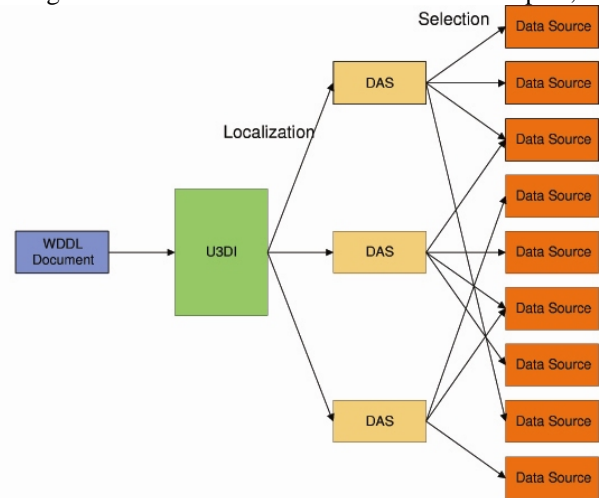 Selection
Data Source
Data Source
DAS
Localization
Data Source
Data Source
WDDL
Document
U3DI
DAS
Data Source
Data Source
Data Source
DAS
Data Source
Data Source